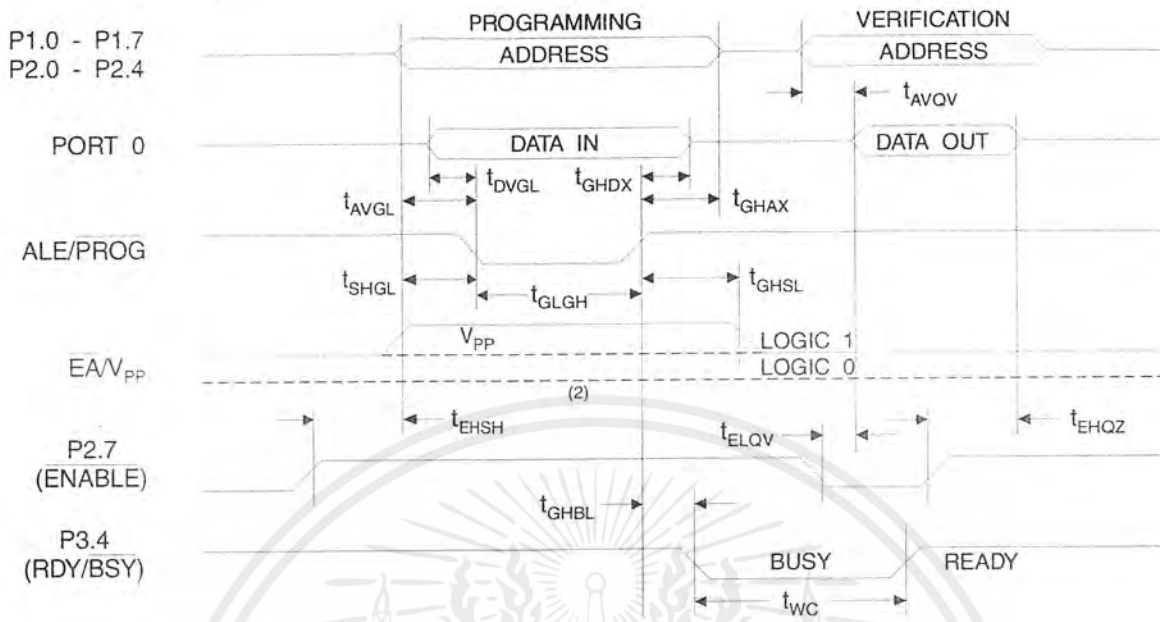 PROGRAMMING
VERIFICATION
P1.0 - P1.7
P2.0 - P2.4
ADDRESS
ADDRESS
tAVQV
PORT 0
DATA IN
DATA OUT
tDVGL
tGHDX
tAVGL
tGHAX
ALE/PROG
tSHGL
tGLGH
tGHSL
VPP
LOGIC 1
EA/VPP
LOGIC 0
(2)
tEHSH
tELQV
tEHQZ
P2.7
(ENABLE)
tGHBL
P3.4
(RDY/BSY)
BUSY
READY
tWC